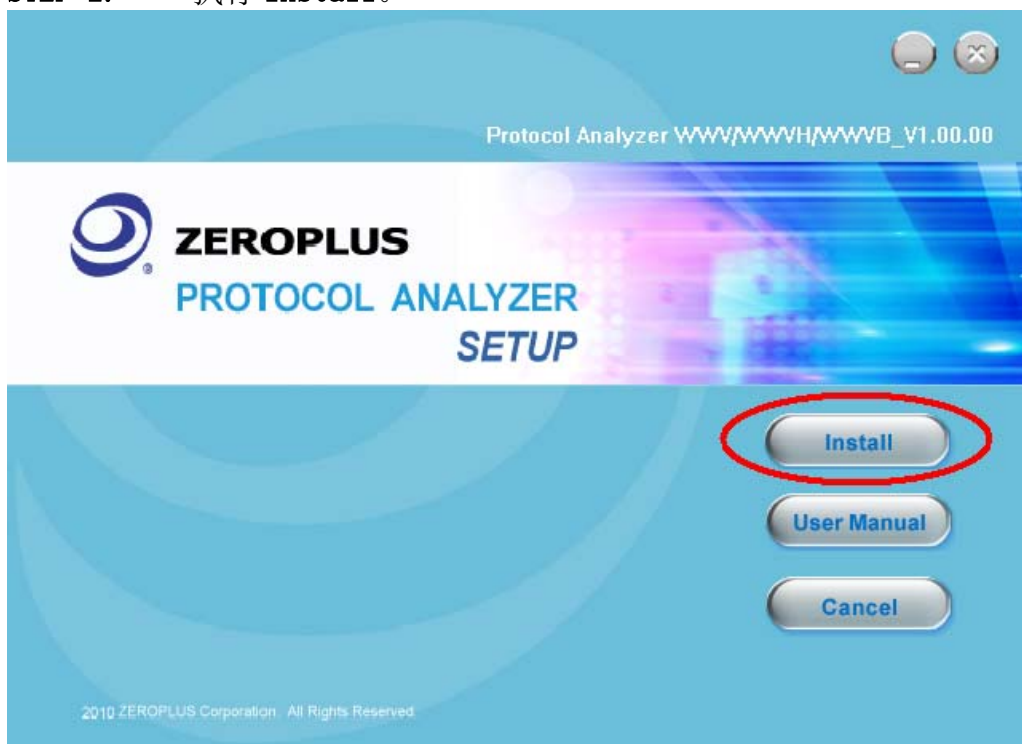 Protocol Analyzer WWV/WWVH/WWVB_V1.00.00
ZEROPLUS
PROTOCOL ANALYZER
SETUP
Install
User Manual
Cancel
2010 ZEROPLUS Corporation. All Rights Reserved.